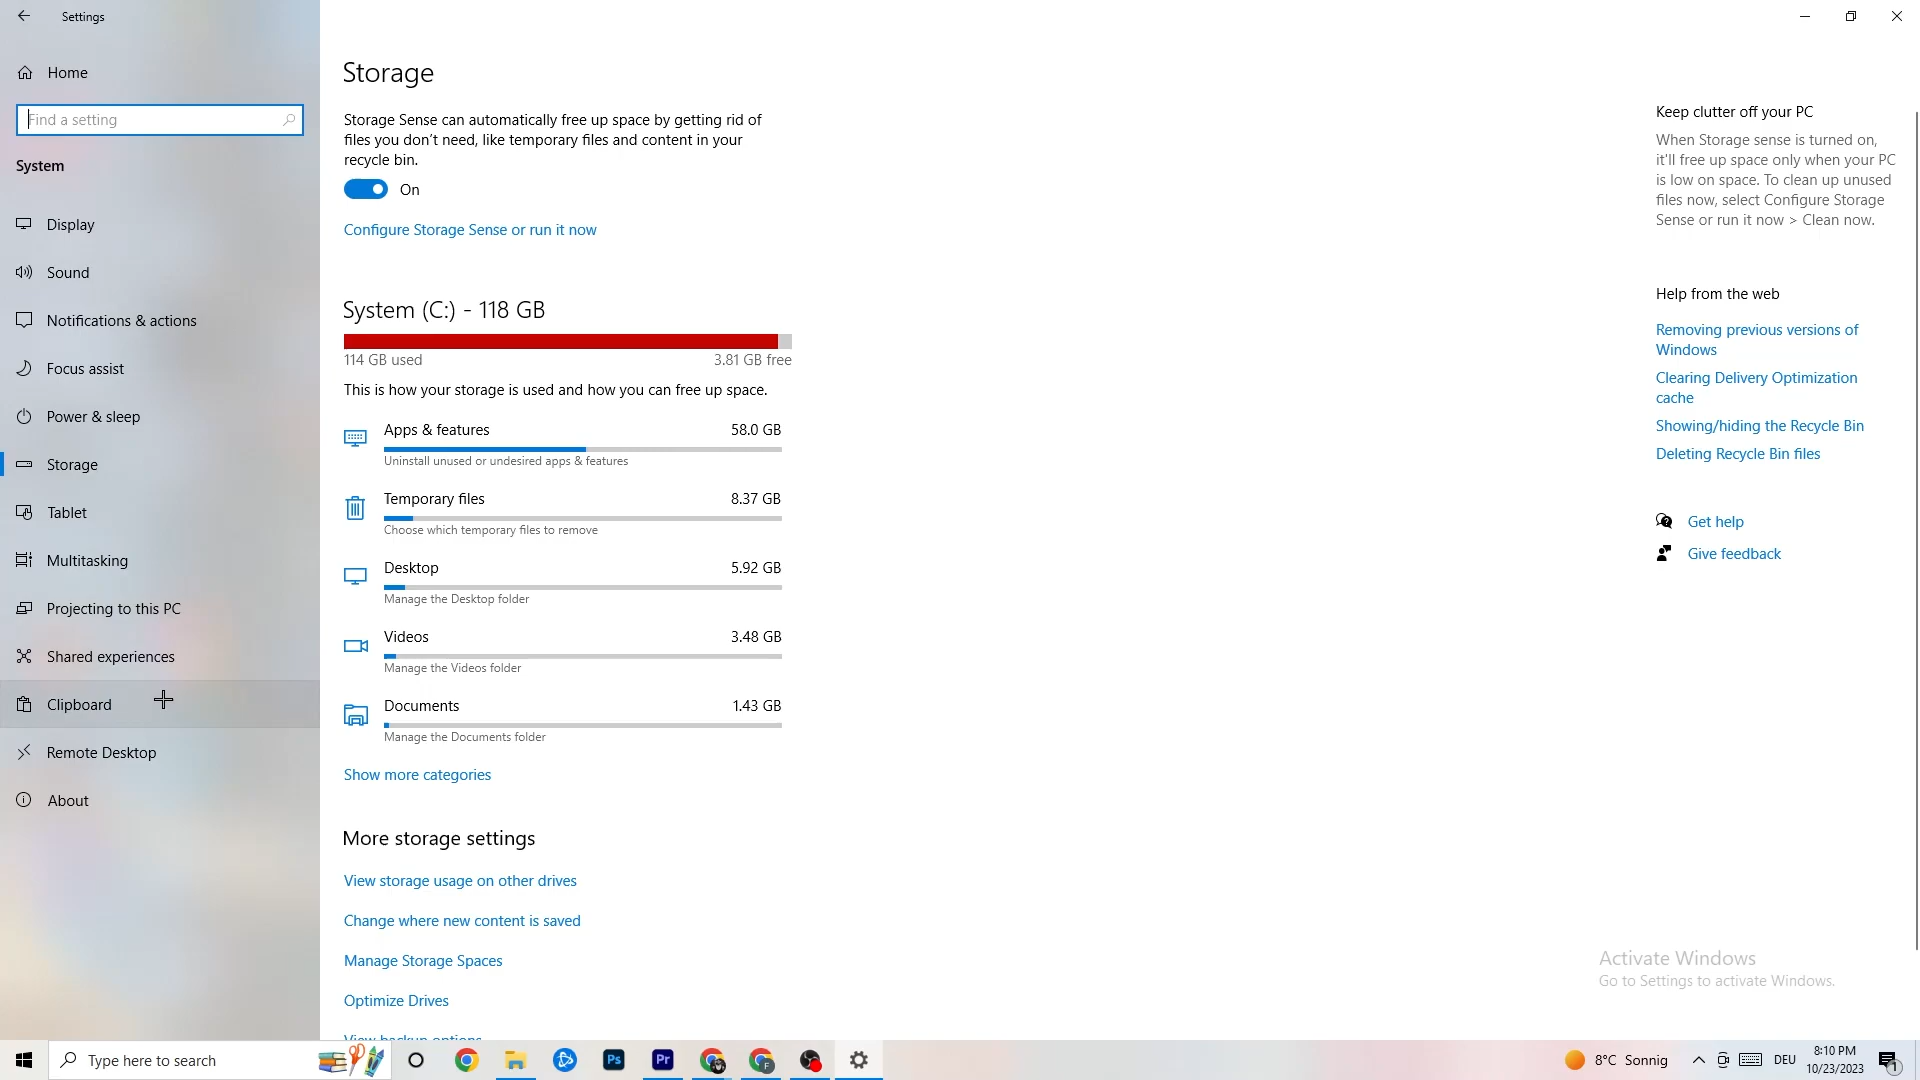 Settings
Home
Find a setting
System
Display
Sound
Notifications & actions
Focus assist
Power & sleep
Storage
Tablet
Multitasking
Projecting to this PC
Shared experiences
Clipboard
Remote Desktop
About
Storage
Storage Sense can automatically free up space by getting rid of
files you don’t need, like temporary files and content in your
recycle bin.
On
Configure Storage Sense or run it now
System (C:) - 118 GB
114 GB used
3.81 GB free
This is how your storage is used and how you can free up space.
Apps & features 58.0 GB
Uninstall unused or undesired apps & features
Temporary files 8.37 GB
Choose which temporary files to remove
Desktop 5.92 GB
Manage the Desktop folder
Videos 3.48 GB
Manage the Videos folder
Documents 1.43 GB
Manage the Documents folder
Show more categories
More storage settings
View storage usage on other drives
Change where new content is saved
Manage Storage Spaces
Optimize Drives
View backup options
Keep clutter off your PC
When Storage sense is turned on,
it'll free up space only when your PC
is low on space. To clean up unused
files now, select Configure Storage
Sense or run it now > Clean now.
Help from the web
Removing previous versions of
Windows
Clearing Delivery Optimization
cache
Showing/hiding the Recycle Bin
Deleting Recycle Bin files
Get help
Give feedback
Activate Windows
Go to Settings to activate Windows.
Type here to search
Ps
Pr
F
8°C Sonnig
DEU
8:10 PM
10/23/2023
1